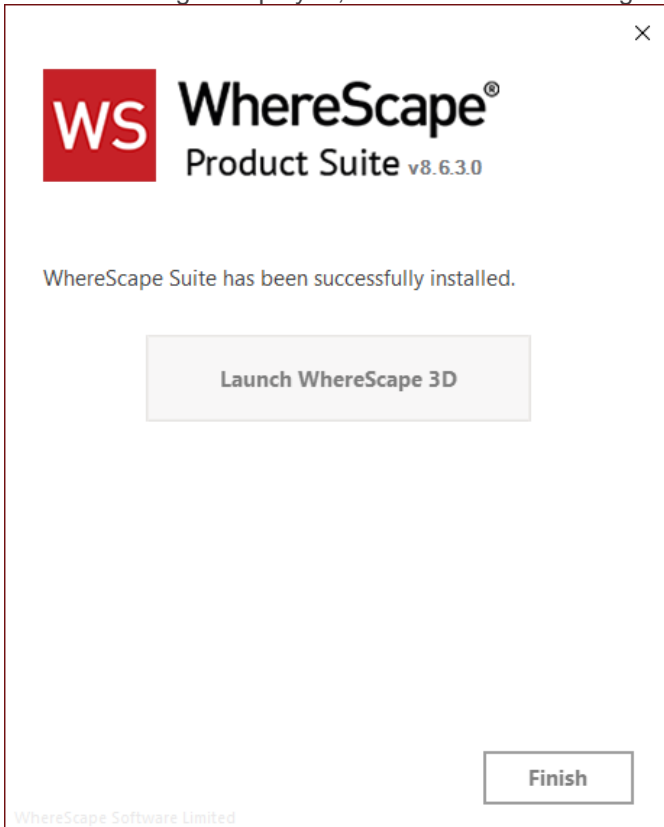 WS WhereScape®
Product Suite v8.6.3.0
WhereScape Suite has been successfully installed.
Launch WhereScape 3D
Finish
WhereScape Software Limited